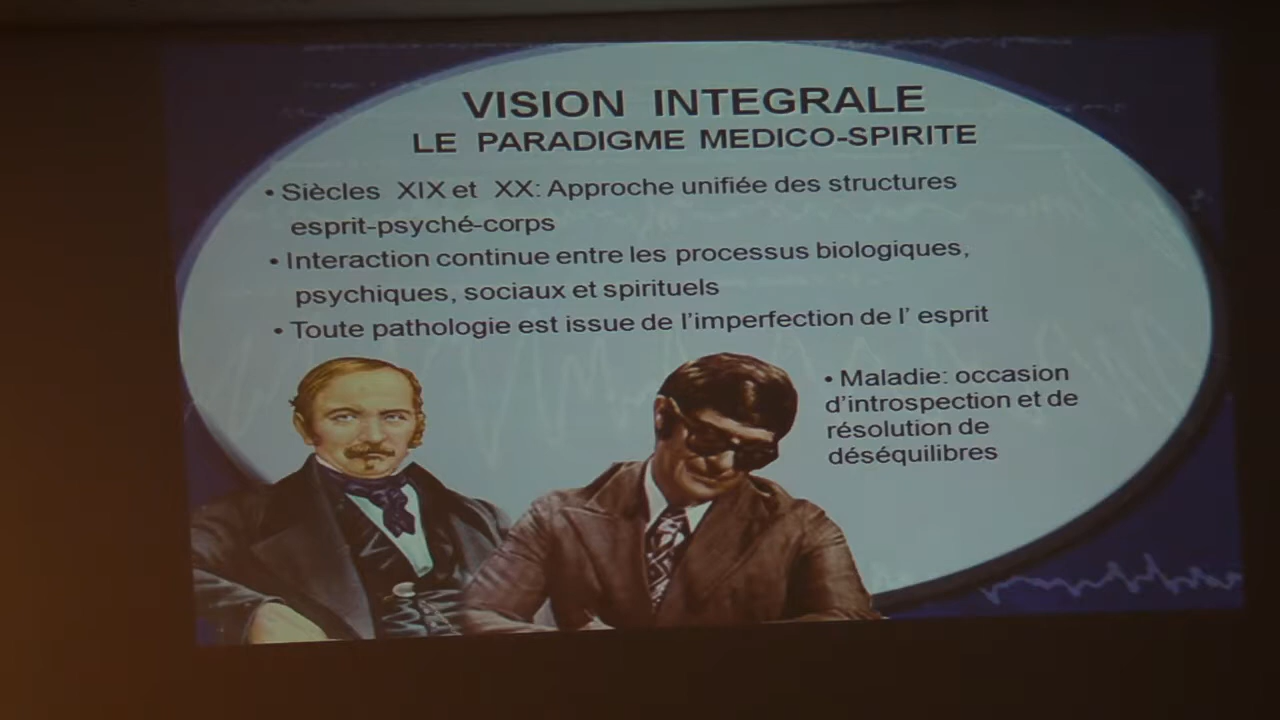 VISION INTEGRALE
LE PARADIGME MEDICO-SPIRITE
• Siècles XIX et XX: Approche unifiée des structures
esprit-psyché-corps
• Interaction continue entre les processus biologiques,
psychiques, sociaux et spirituels
• Toute pathologie est issue de l'imperfection de l' esprit
• Maladie: occasion
d'introspection et de
résolution de
déséquilibres